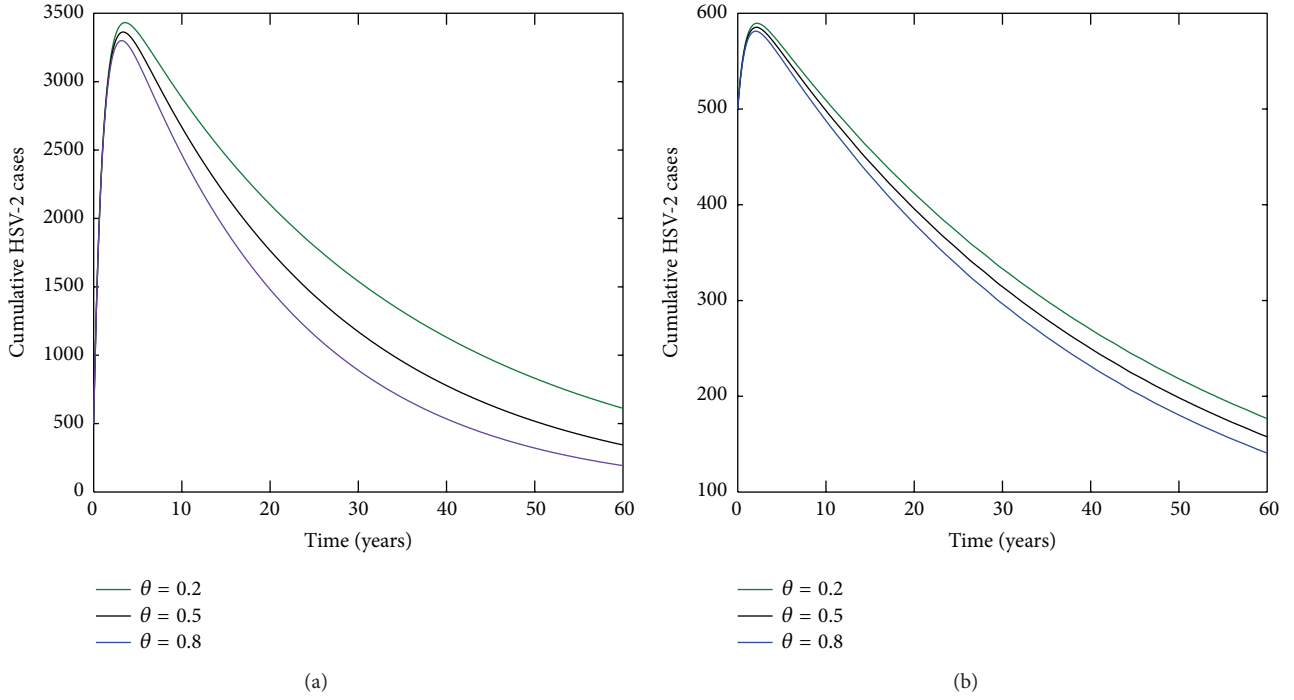 3500
3000
2500
2000
1500
1000
500
0
Cumulative HSV-2 cases
0 10 20 30 40 50 60
Time (years)
θ = 0.2
θ = 0.5
θ = 0.8
(a)
600
500
400
300
200
100
Cumulative HSV-2 cases
0 10 20 30 40 50 60
Time (years)
θ = 0.2
θ = 0.5
θ = 0.8
(b)